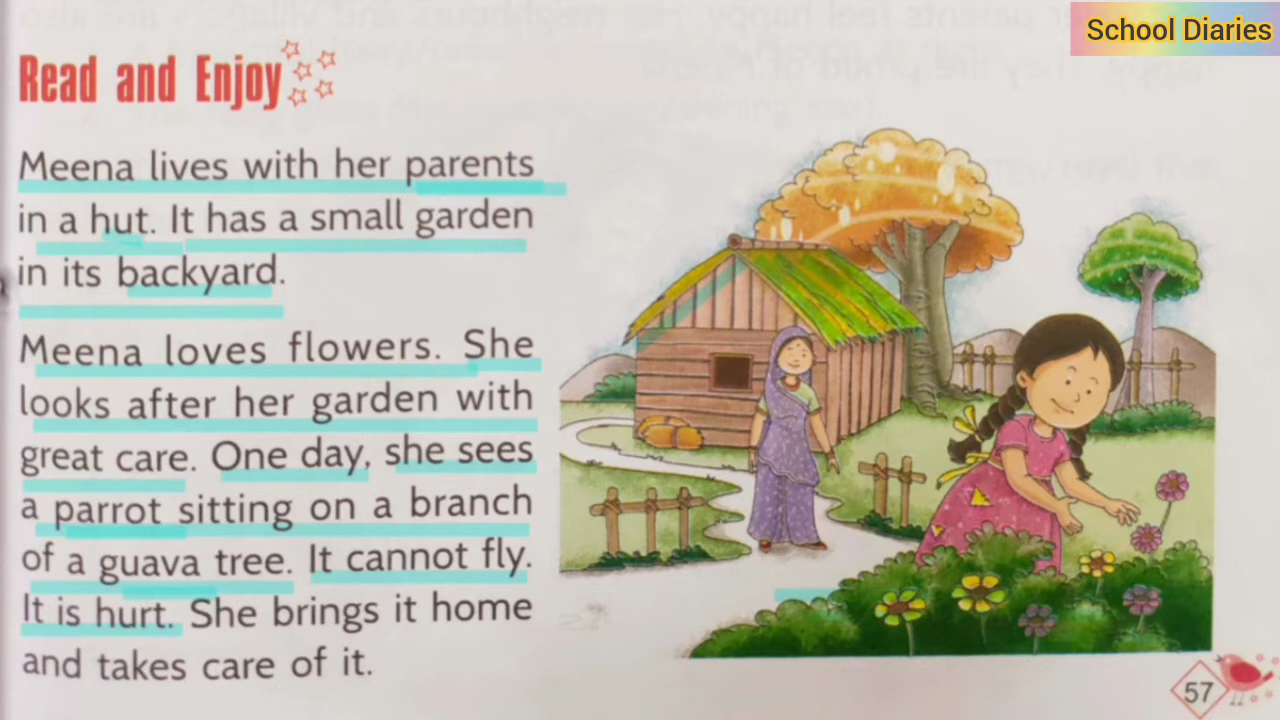 School Diaries
Read and Enjoy
Meena lives with her parents
in a hut. It has a small garden
in its backyard.
Meena loves flowers. She
looks after her garden with
great care. One day, she sees
a parrot sitting on a branch
of a guava tree. It cannot fly.
It is hurt. She brings it home
and takes care of it.
57